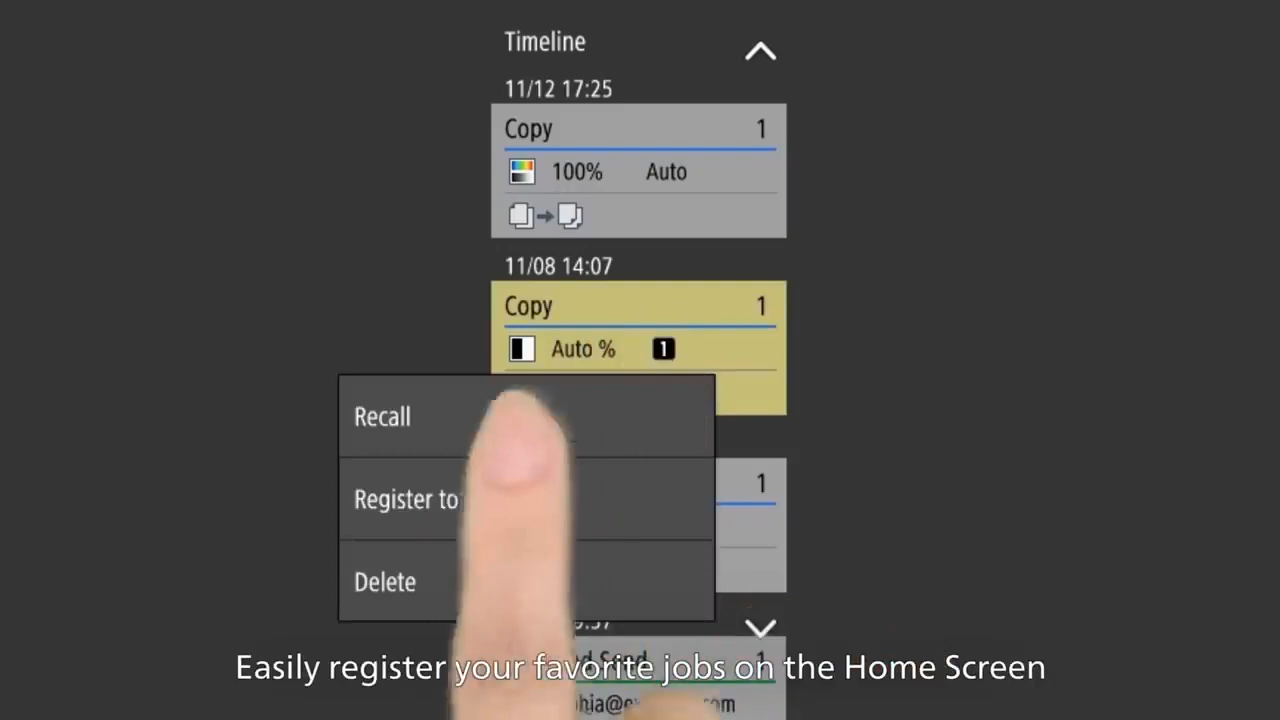 Timeline
11/12 17:25
Copy 1
100% Auto
11/08 14:07
Copy 1
Auto % 1
Recall
Register to
Delete
1
Easily register your favorite jobs on the Home Screen
1